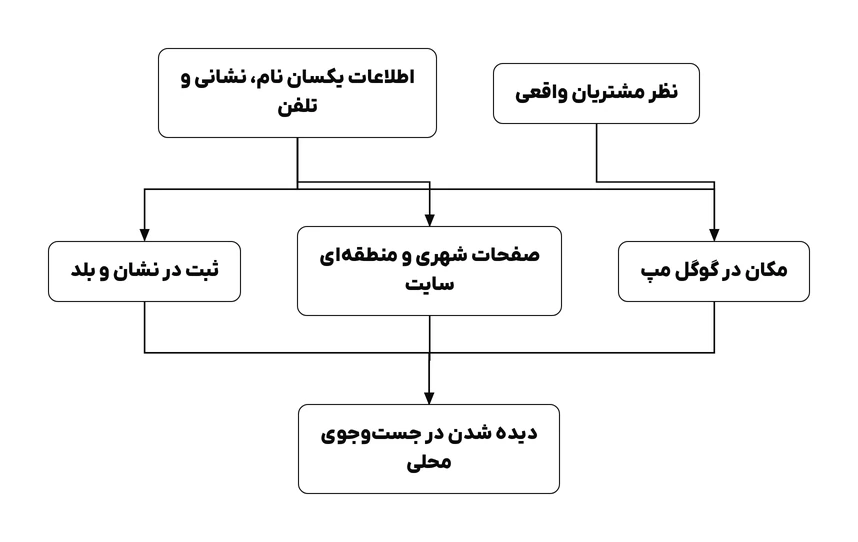 نظر مشتریان واقعی
اطلاعات یکسان نام، نشانی و
تلفن
مکان در گوگل مپ
صفحات شهری و منطقه‌ای
سایت
ثبت در نشان و بلد
دیده شدن در جست‌وجوی
محلی